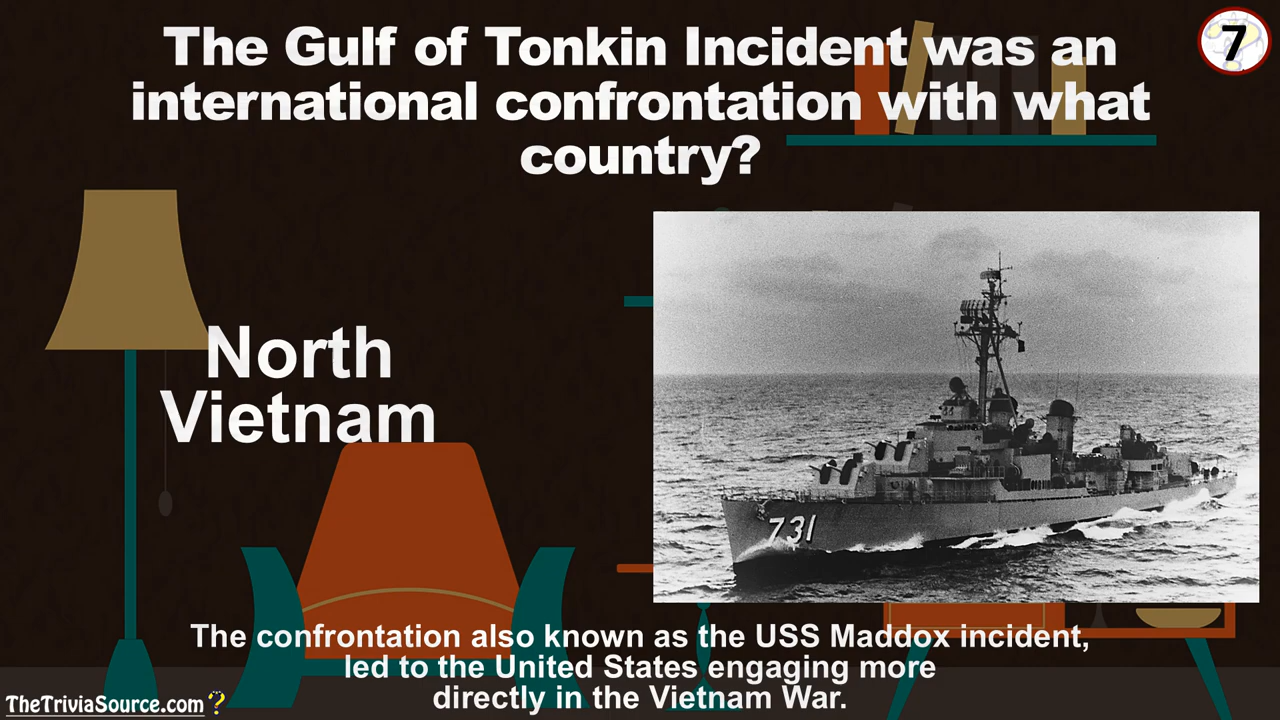 The Gulf of Tonkin Incident was an
international confrontation with what
country?
7
North
Vietnam
731
The confrontation also known as the USS Maddox incident,
led to the United States engaging more
directly in the Vietnam War.
TheTriviaSource.com?